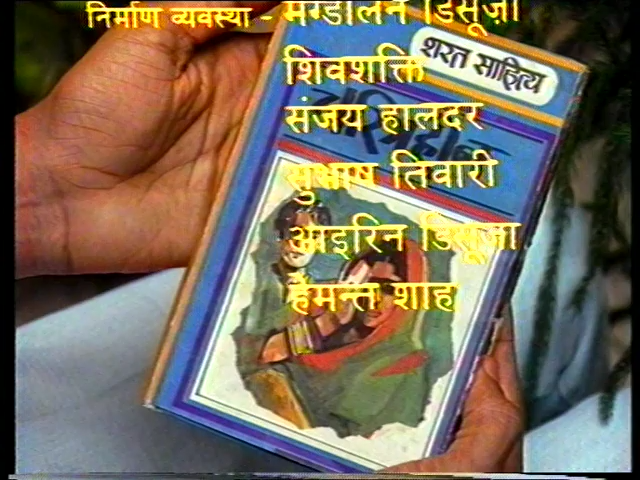 निर्माण व्यवस्था - मग्डालिन डिसूज़ा
शरत साहित्य
शिवशक्ति
संजय हालदर
सुभाष तिवारी
आइरिन डिसूज़ा
हेमन्त शाह